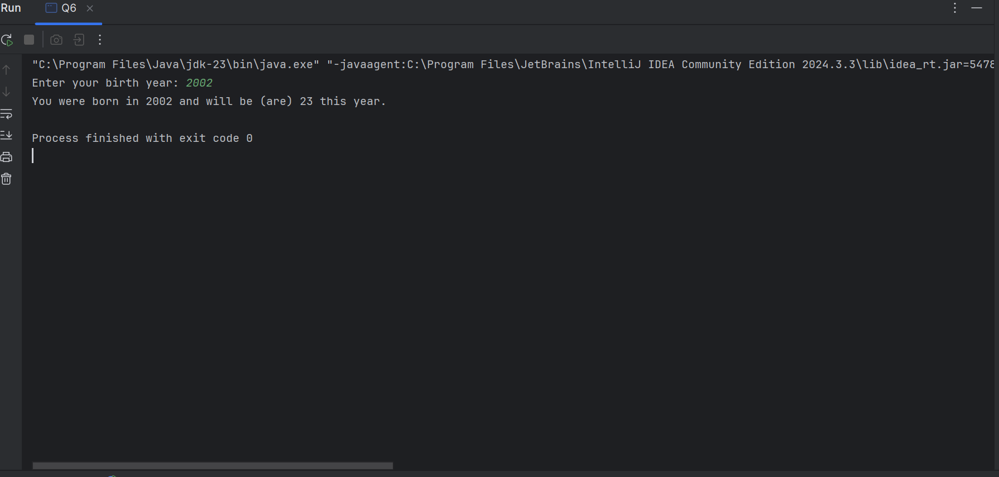 Run Q6
"C:\Program Files\Java\jdk-23\bin\java.exe" "-javaagent:C:\Program Files\JetBrains\IntelliJ IDEA Community Edition 2024.3.3\lib\idea_rt.jar=5478
Enter your birth year: 2002
You were born in 2002 and will be (are) 23 this year.
Process finished with exit code 0